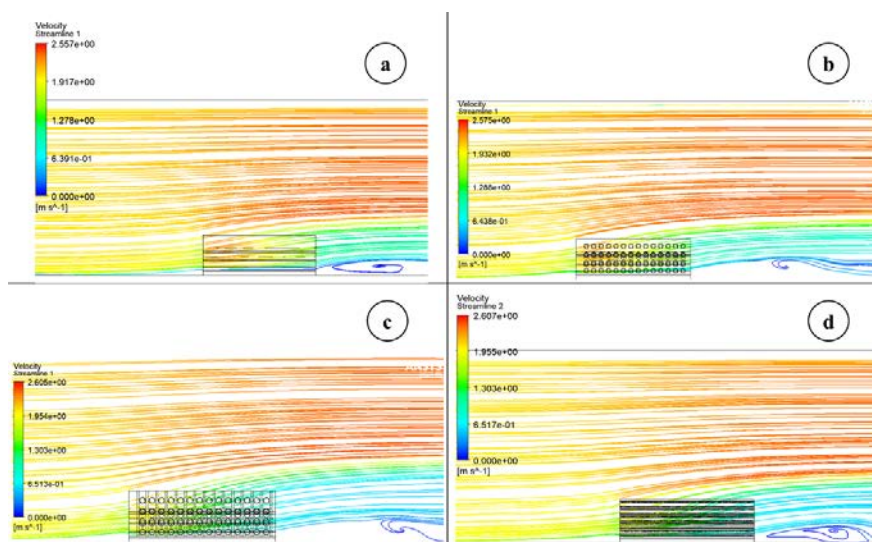 Velocity
Streamline 1
2.557e+00
1.917e+00
1.278e+00
6.391e-01
0.000e+00
[m s^-1]
a
Velocity
Streamline 1
2.575e+00
1.932e+00
1.288e+00
6.438e-01
0.000e+00
[m s^-1]
b
Velocity
Streamline 1
2.605e+00
1.954e+00
1.303e+00
6.513e-01
0.000e+00
[m s^-1]
c
Velocity
Streamline 2
2.607e+00
1.955e+00
1.303e+00
6.517e-01
0.000e+00
[m s^-1]
d